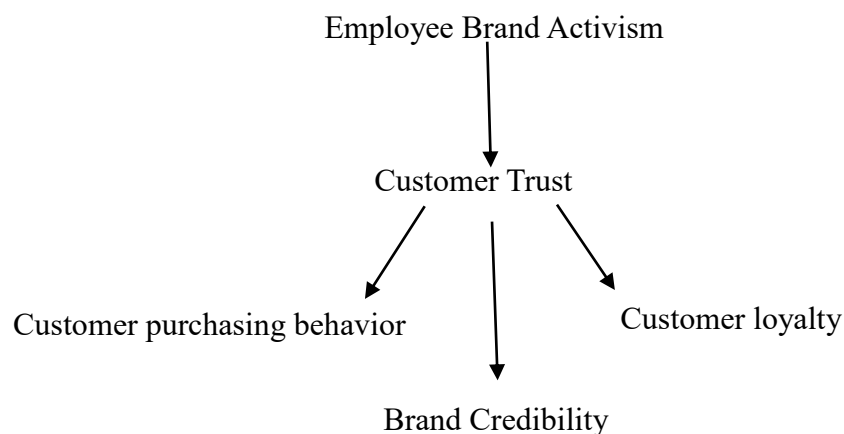 Employee Brand Activism
Customer Trust
Customer purchasing behavior
Customer loyalty
Brand Credibility